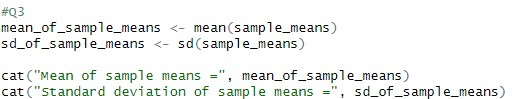 #Q3
mean_of_sample_means <- mean(sample_means)
sd_of_sample_means <- sd(sample_means)
cat("Mean of sample means =", mean_of_sample_means)
cat("Standard deviation of sample means =", sd_of_sample_means)